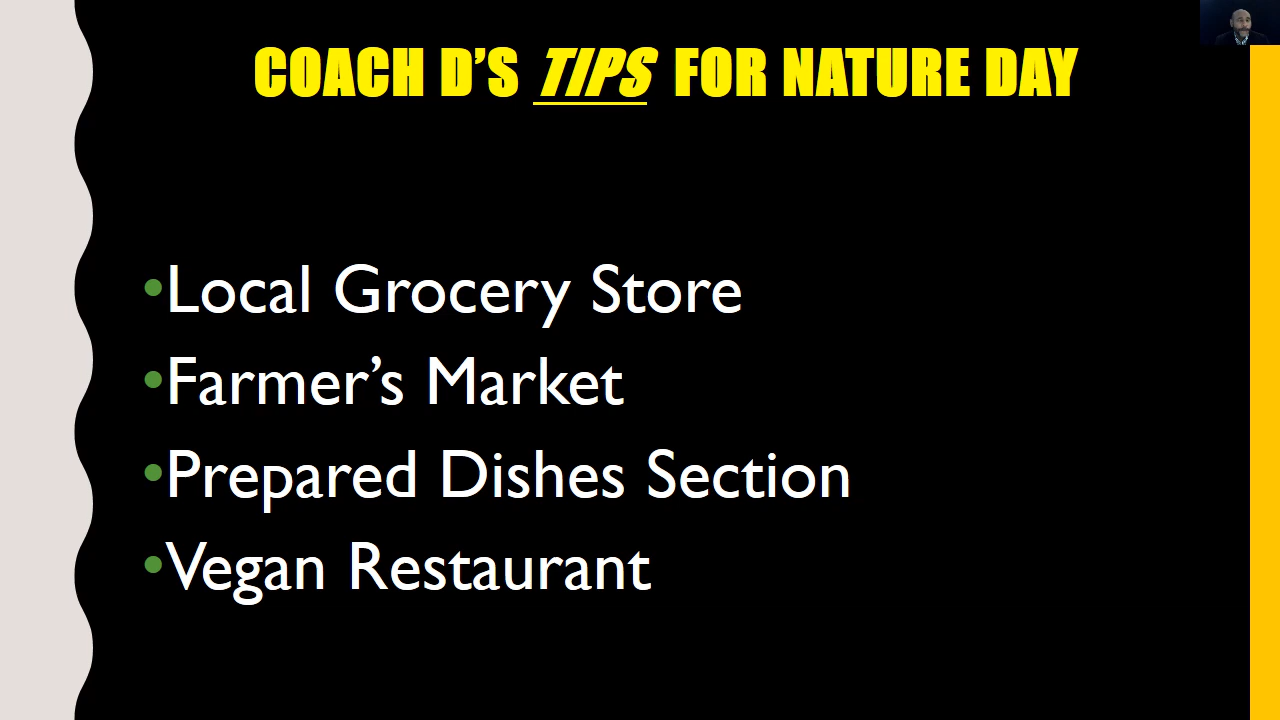 COACH D’S TIPS FOR NATURE DAY
•Local Grocery Store
•Farmer’s Market
•Prepared Dishes Section
•Vegan Restaurant